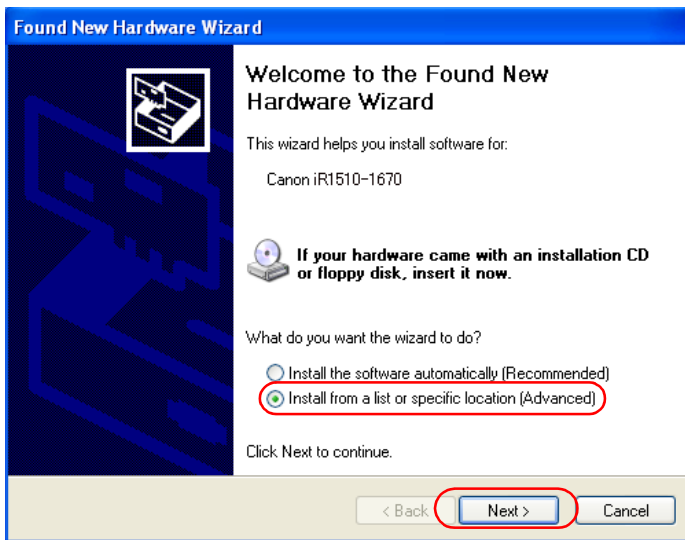 Found New Hardware Wizard
Welcome to the Found New
Hardware Wizard
This wizard helps you install software for:
Canon iR1510-1670
If your hardware came with an installation CD
or floppy disk, insert it now.
What do you want the wizard to do?
Install the software automatically (Recommended)
Install from a list or specific location (Advanced)
Click Next to continue.
< Back Next > Cancel